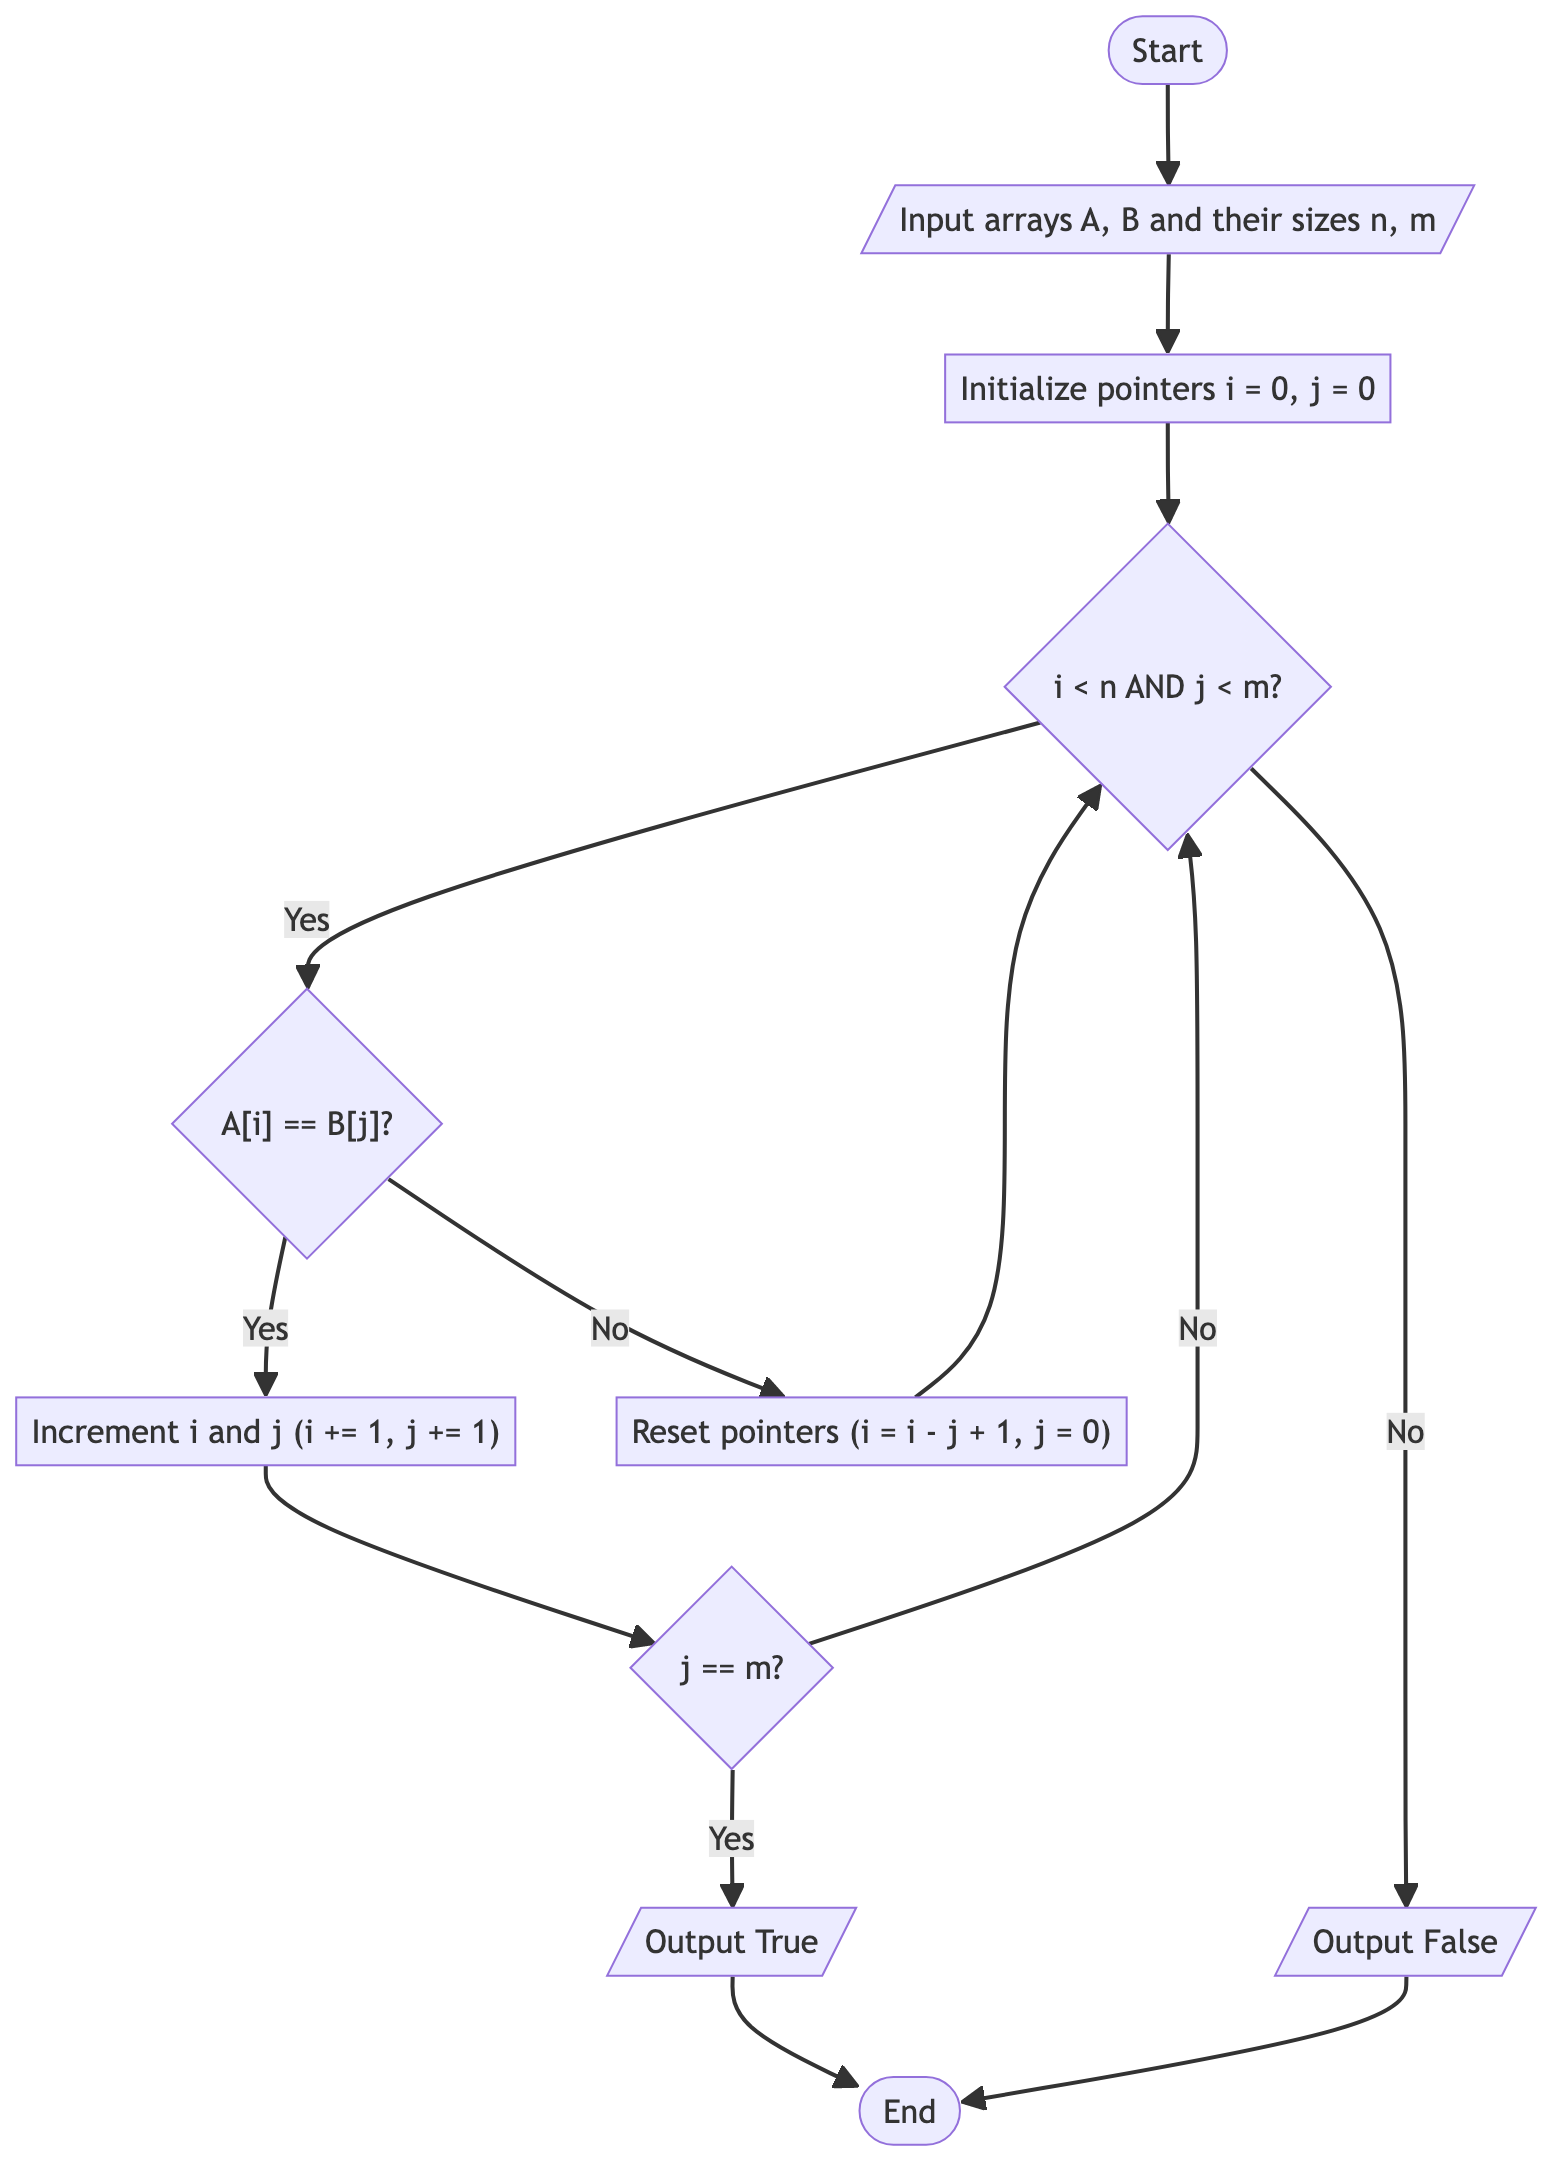 Start
Input arrays A, B and their sizes n, m
Initialize pointers i = 0, j = 0
i < n AND j < m?
Yes
A[i] == B[j]?
Yes
No
No
Increment i and j (i += 1, j += 1)
Reset pointers (i = i - j + 1, j = 0)
No
j == m?
Yes
Output True
Output False
End